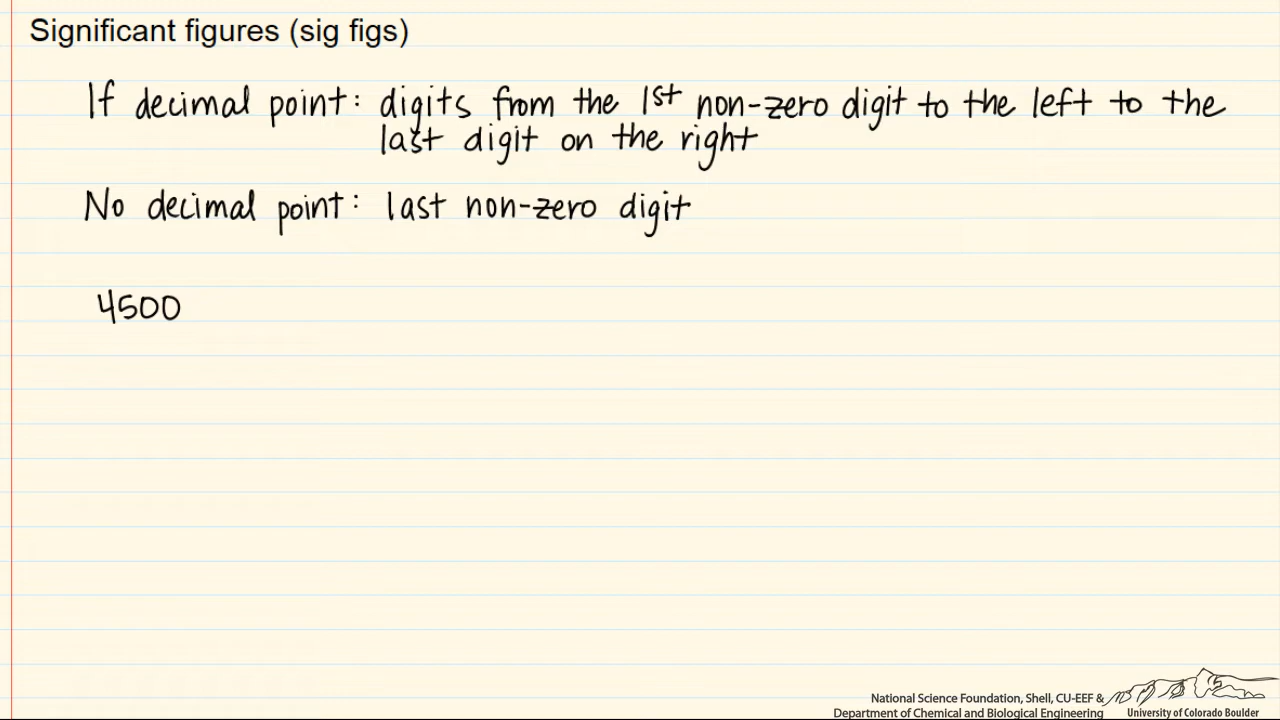 Significant figures (sig figs)
If decimal point: digits from the 1st non-zero digit to the left to the
last digit on the right
No decimal point: last non-zero digit
4500
National Science Foundation, Shell, CU-EEF &
Department of Chemical and Biological Engineering
University of Colorado Boulder